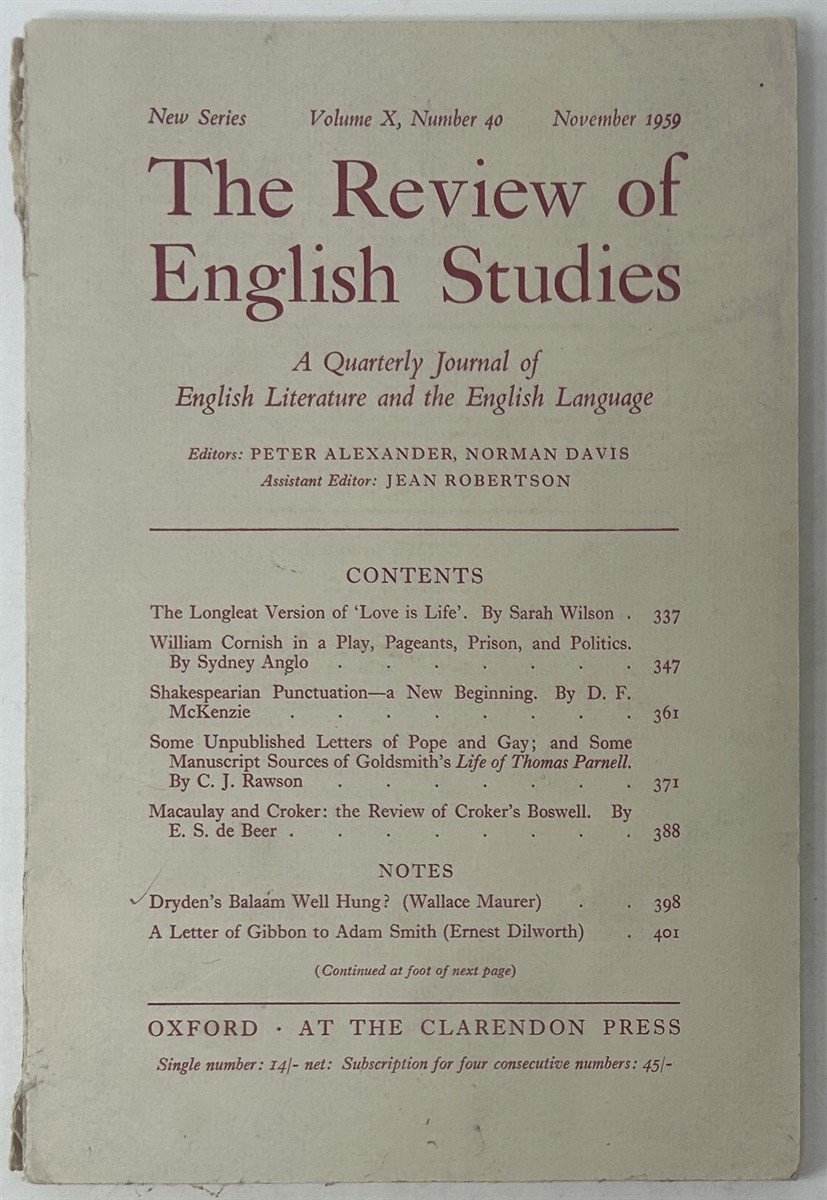 New Series Volume X, Number 40 November 1959
The Review of
English Studies
A Quarterly Journal of
English Literature and the English Language
Editors: PETER ALEXANDER, NORMAN DAVIS
Assistant Editor: JEAN ROBERTSON
CONTENTS
The Longleat Version of ‘Love is Life’. By Sarah Wilson . 337
William Cornish in a Play, Pageants, Prison, and Politics.
By Sydney Anglo . . . . . . . 347
Shakespearian Punctuation—a New Beginning. By D. F.
McKenzie . . . . . . . . 361
Some Unpublished Letters of Pope and Gay; and Some
Manuscript Sources of Goldsmith's Life of Thomas Parnell.
By C. J. Rawson . . . . . . . 371
Macaulay and Croker: the Review of Croker's Boswell. By
E. S. de Beer . . . . . . . . 388
NOTES
Dryden's Balaam Well Hung? (Wallace Maurer) . . 398
A Letter of Gibbon to Adam Smith (Ernest Dilworth) . 401
(Continued at foot of next page)
OXFORD · AT THE CLARENDON PRESS
Single number: 14/- net: Subscription for four consecutive numbers: 45/-